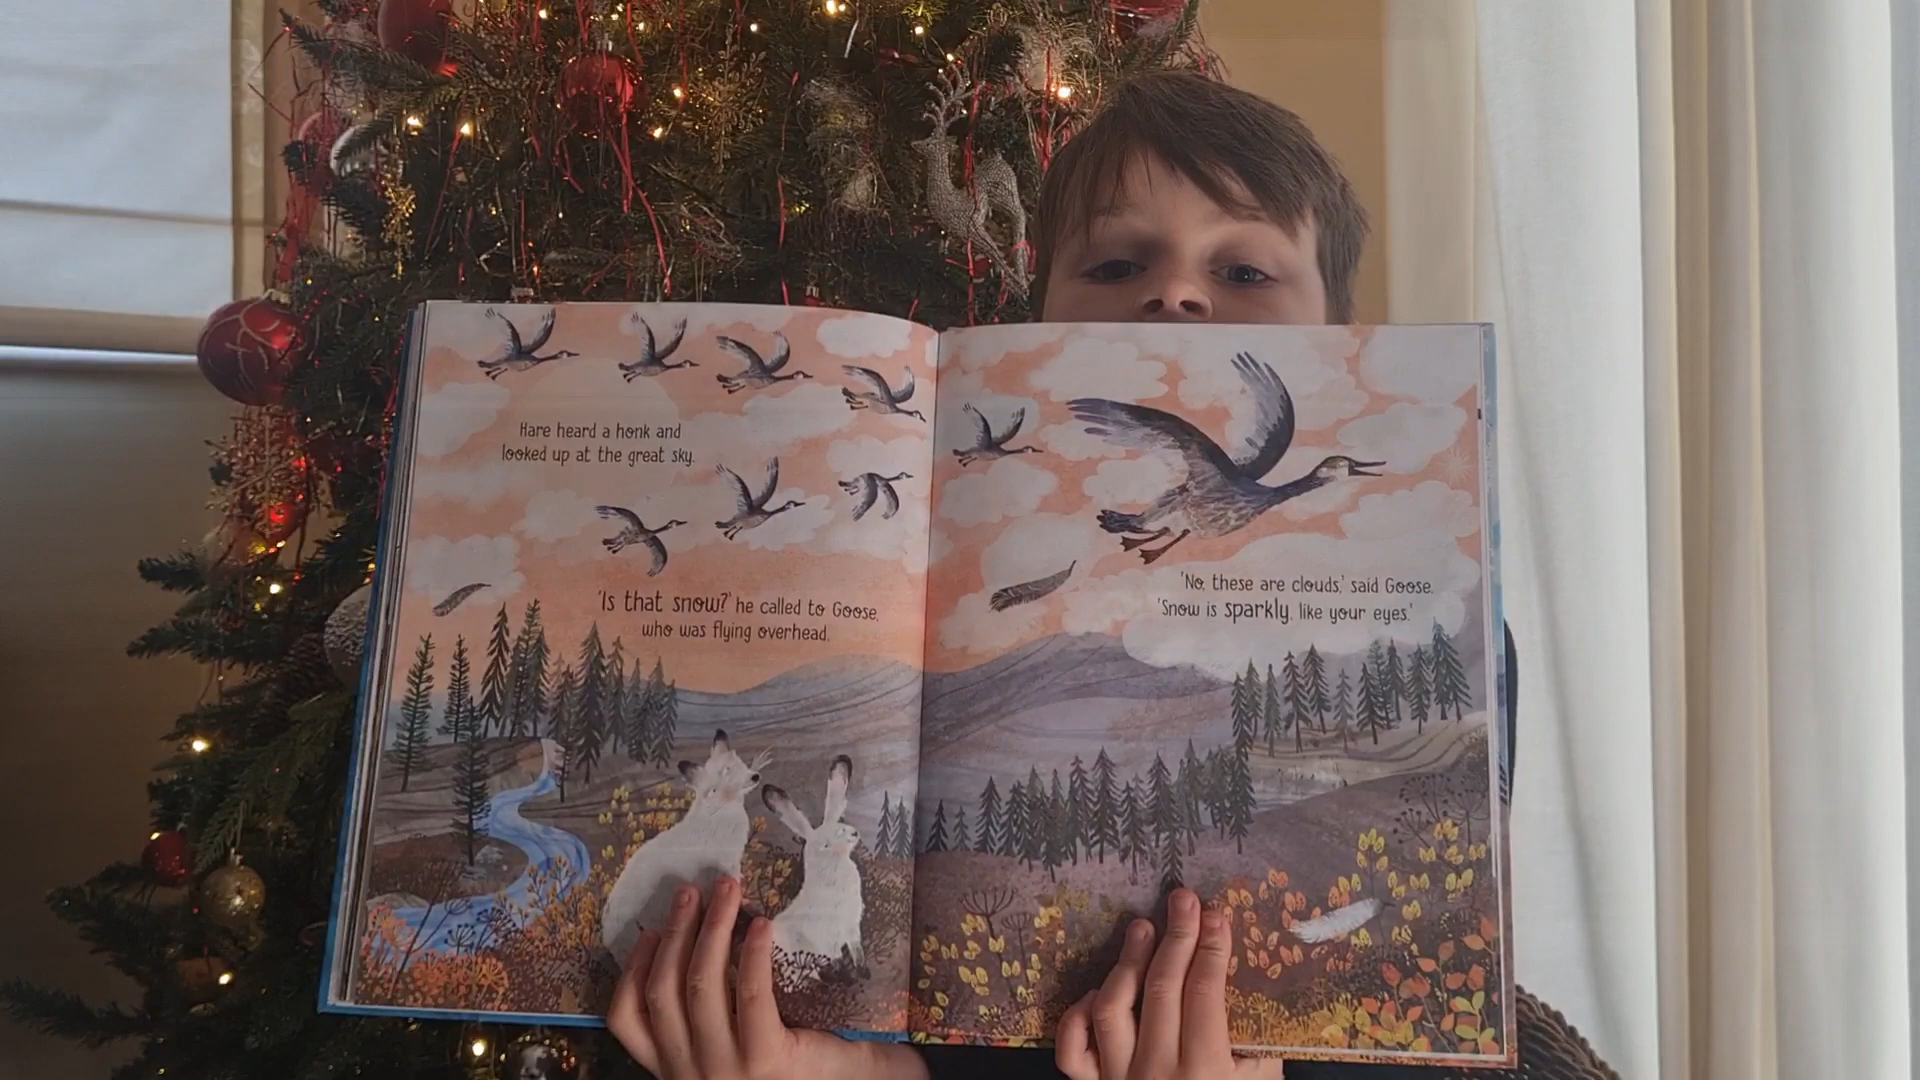 Hare heard a honk and
looked up at the great sky.
'Is that snow?' he called to Goose,
who was flying overhead.
'No, these are clouds,' said Goose.
'Snow is sparkly, like your eyes.'